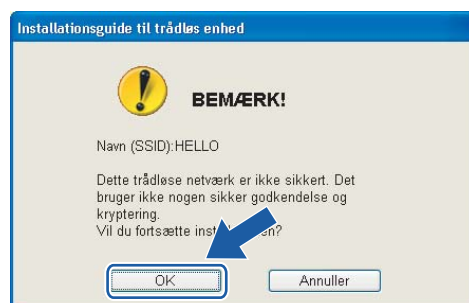 Installationsguide til trådløs enhed
BEMÆRK!
Navn (SSID):HELLO
Dette trådløse netværk er ikke sikkert. Det
bruger ikke nogen sikker godkendelse og
kryptering.
Vil du fortsætte
OK
Annuller